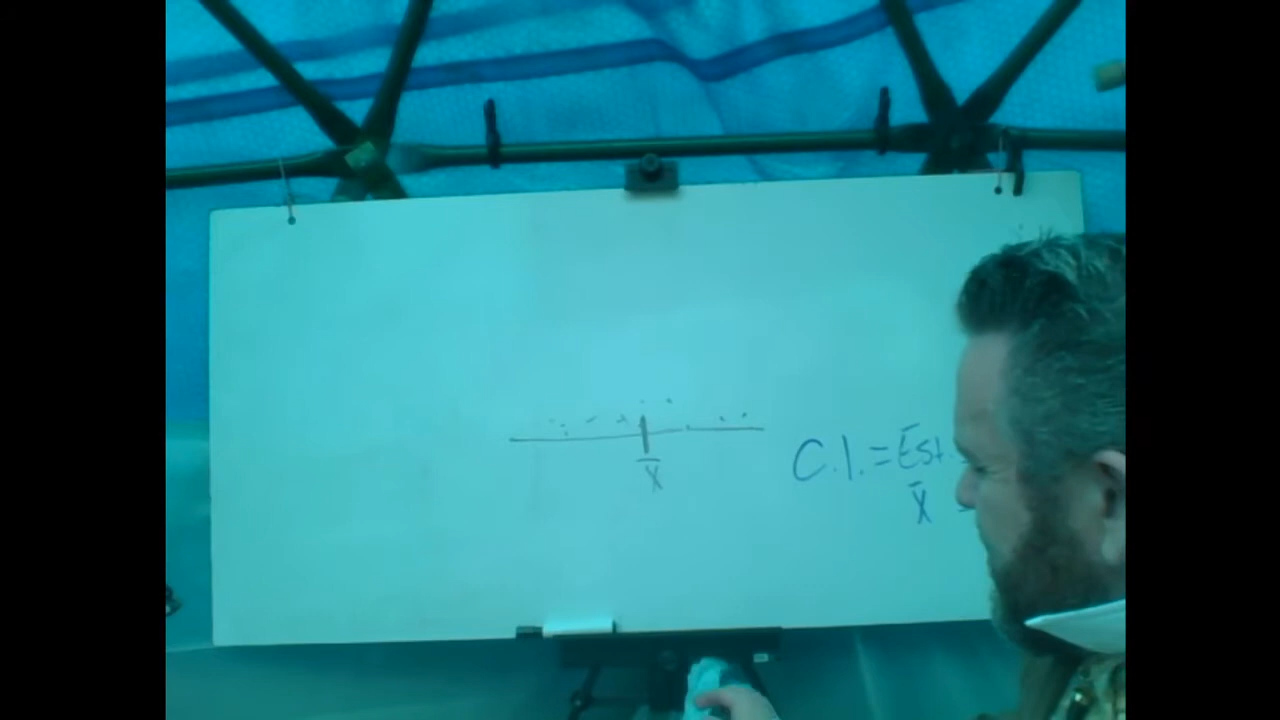 X̄
C.I. = Est.
X̄